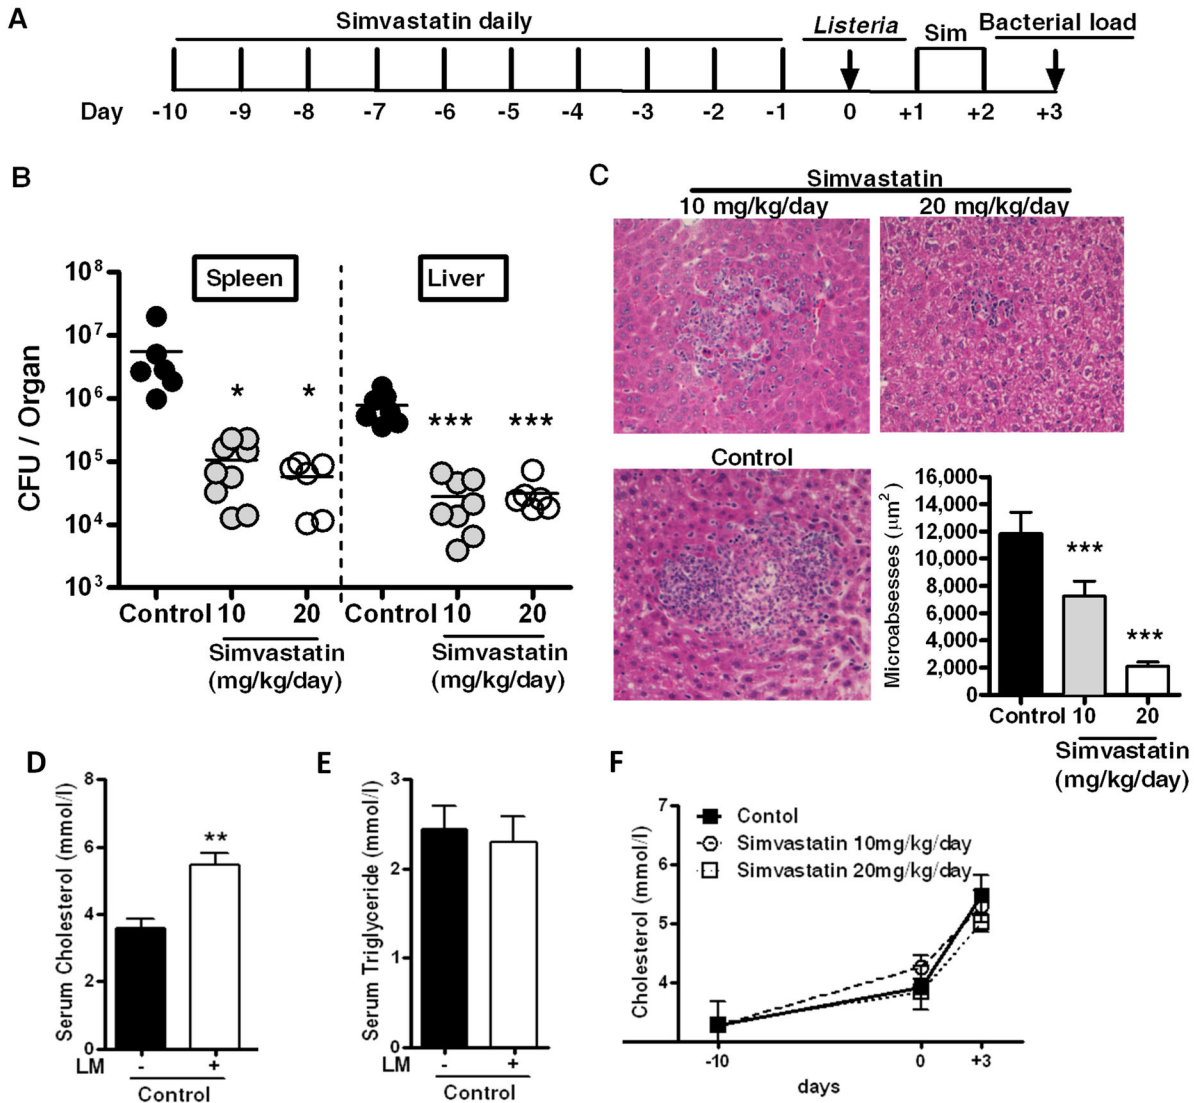 A
Simvastatin daily
Listeria
Sim
Bacterial load
Day -10 -9 -8 -7 -6 -5 -4 -3 -2 -1 0 +1 +2 +3
B
CFU / Organ
10^8
10^7
10^6
10^5
10^4
10^3
Spleen
Liver
* * *** ***
Control 10 20 Control 10 20
Simvastatin Simvastatin
(mg/kg/day) (mg/kg/day)
C
Simvastatin
10 mg/kg/day 20 mg/kg/day
Control
Microabsesses (μm²)
16,000
14,000
12,000
10,000
8,000
6,000
4,000
2,000
0
***
***
Control 10 20
Simvastatin
(mg/kg/day)
D
Serum Cholesterol (mmol/l)
8
6
4
2
0
**
LM - +
Control
E
Serum Triglyceride (mmol/l)
3
2
1
0
LM - +
Control
F
Cholesterol (mmol/l)
7
6
5
4
Contol
Simvastatin 10mg/kg/day
Simvastatin 20mg/kg/day
-10 0 +3
days